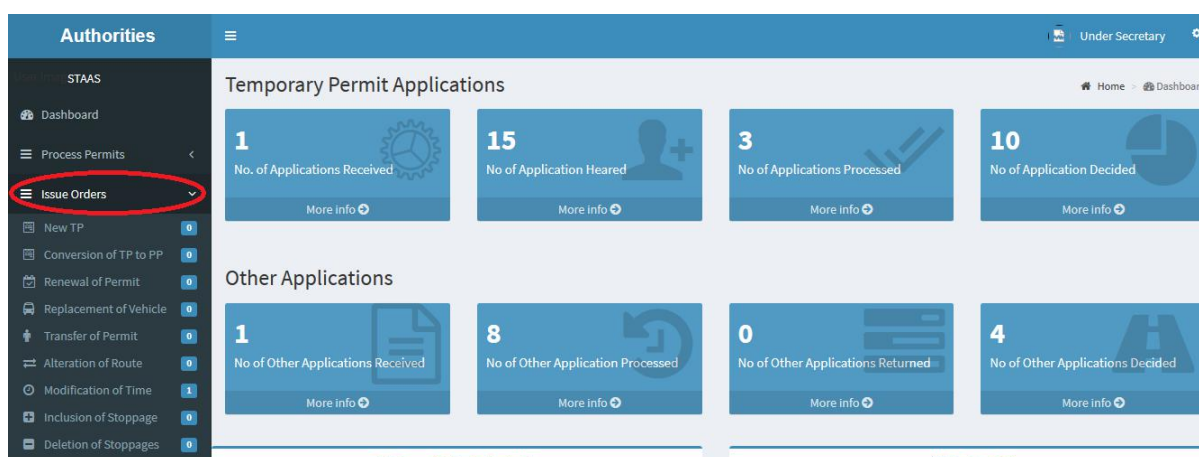 Authorities
Under Secretary
STAAS
Dashboard
Process Permits
Issue Orders
New TP 0
Conversion of TP to PP 0
Renewal of Permit 0
Replacement of Vehicle 0
Transfer of Permit 0
Alteration of Route 0
Modification of Time 1
Inclusion of Stoppage 0
Deletion of Stoppages 0
Temporary Permit Applications
Home > Dashboar
1
No. of Applications Received
More info
15
No of Application Heared
More info
3
No of Applications Processed
More info
10
No of Application Decided
More info
Other Applications
1
No of Other Applications Received
More info
8
No of Other Application Processed
More info
0
No of Other Applications Returned
More info
4
No of Other Applications Decided
More info